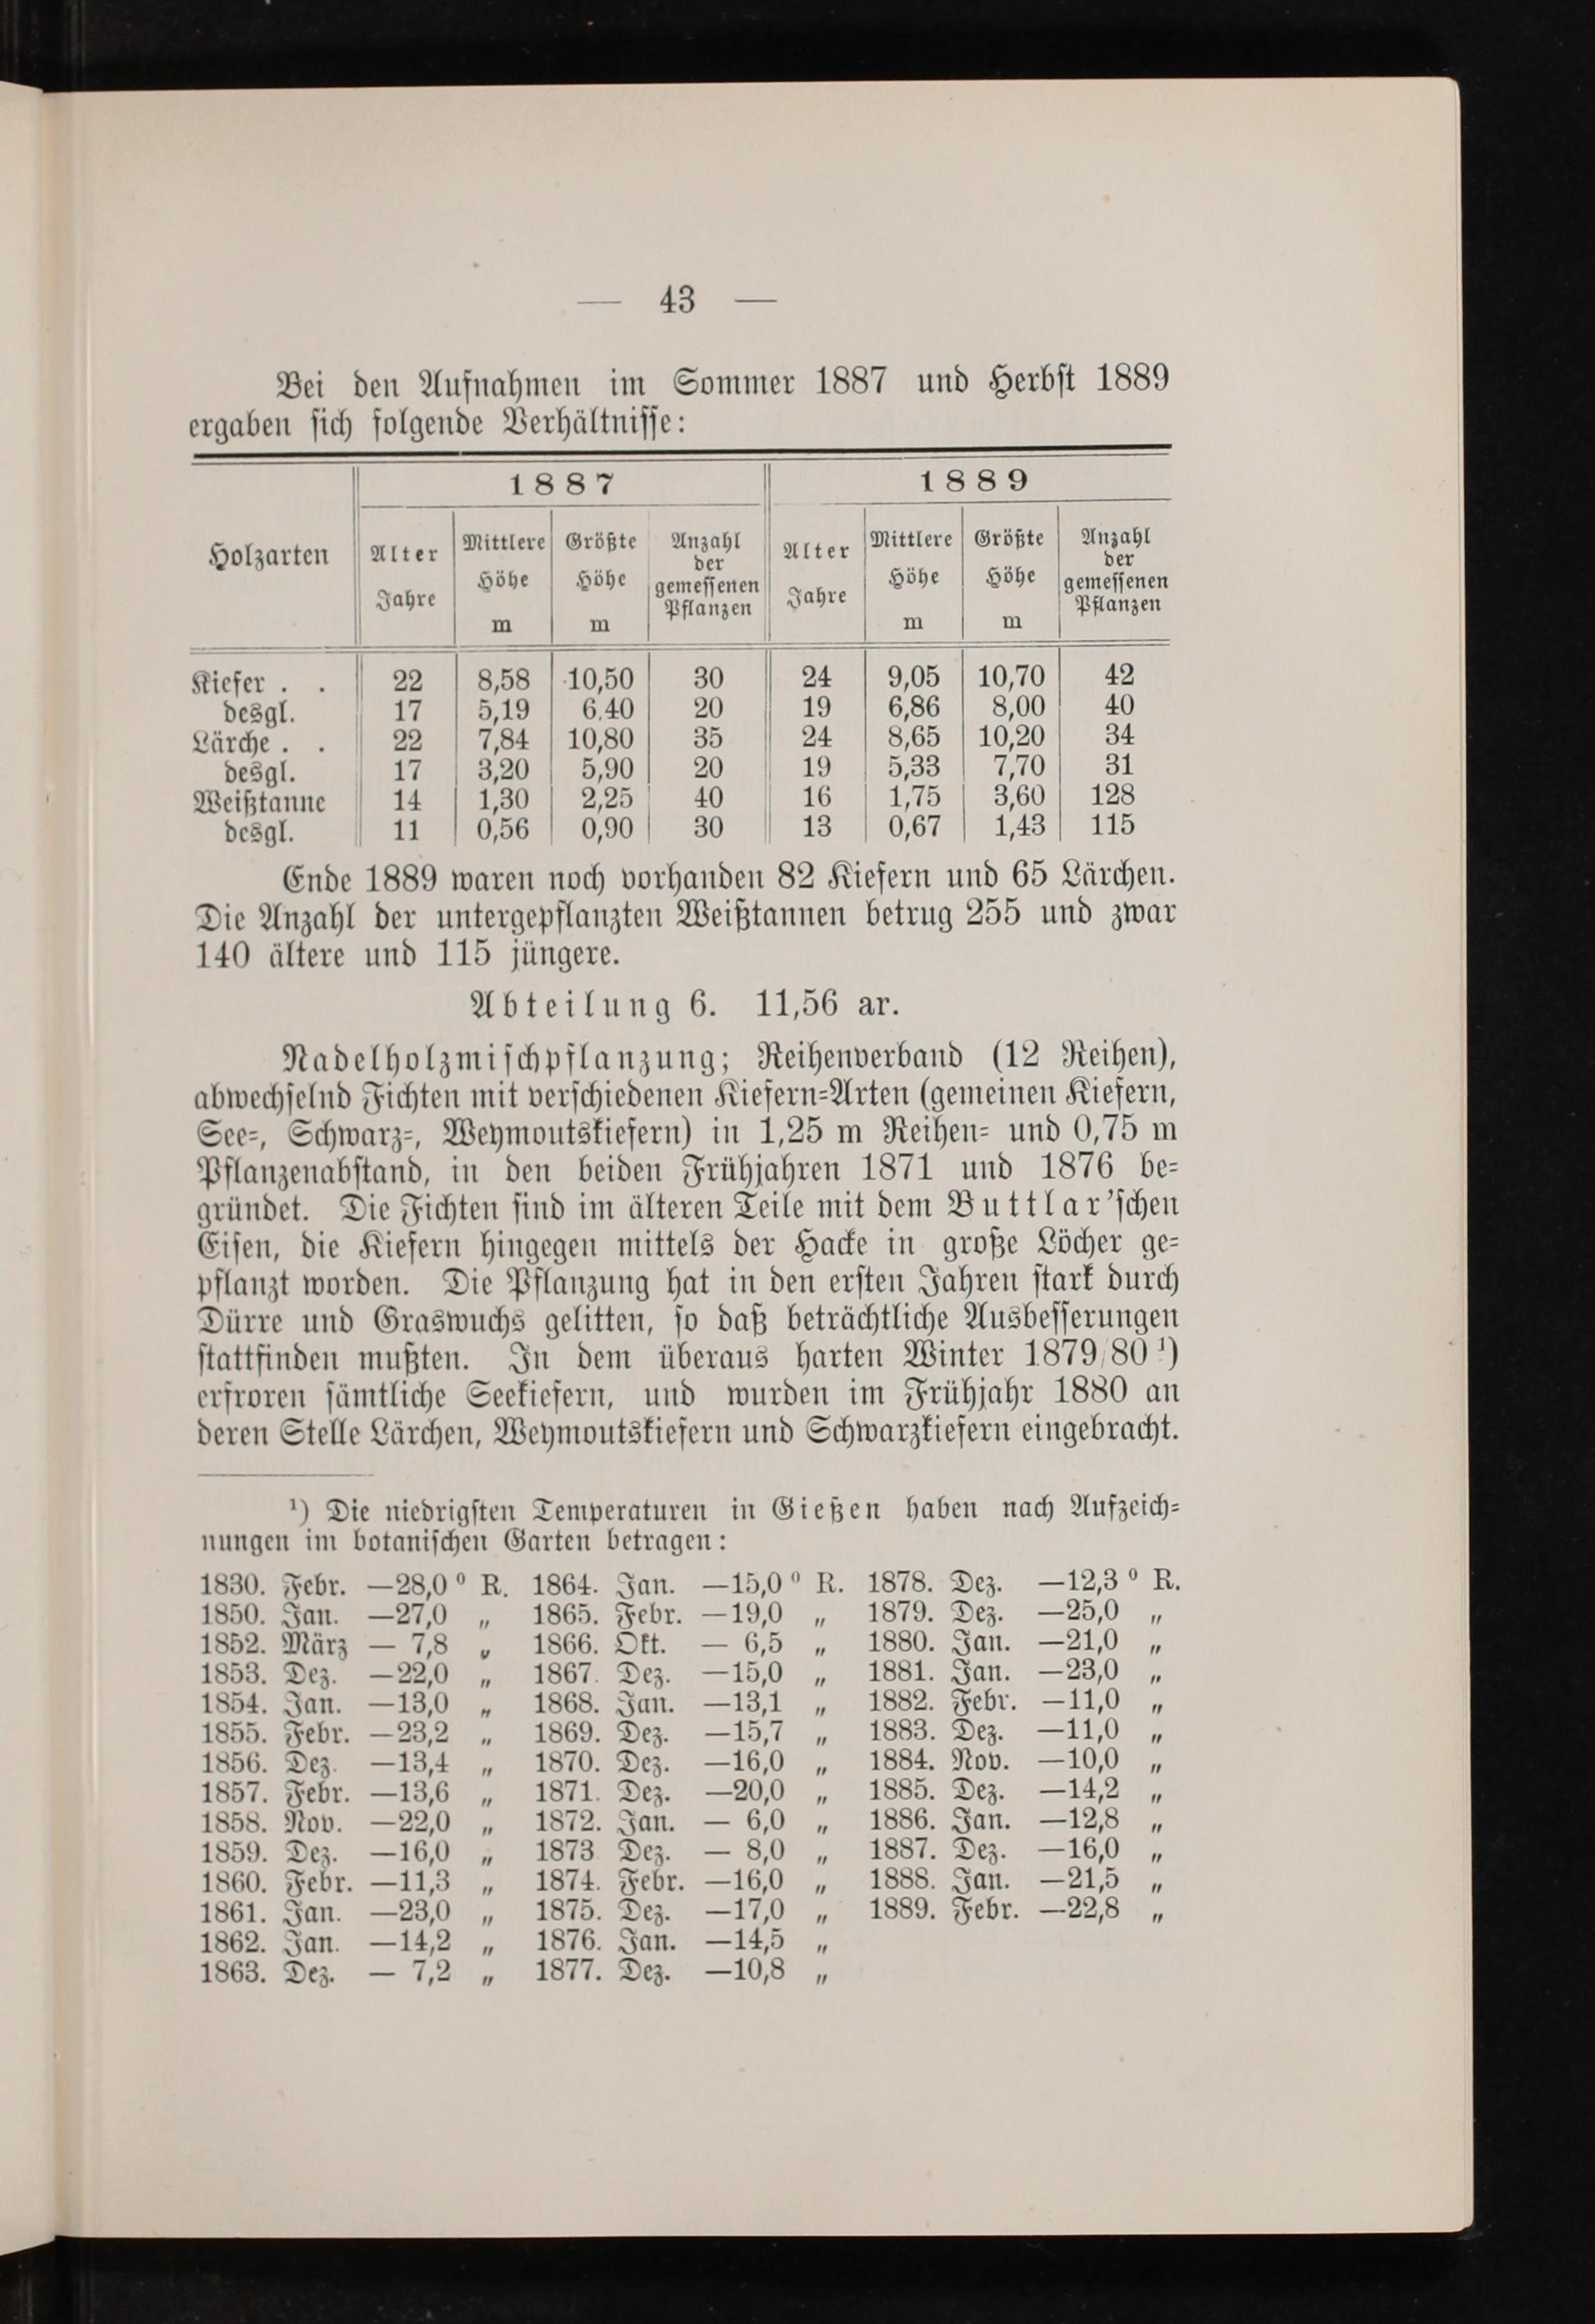 — 43 —
Bei den Aufnahmen im Sommer 1887 und Herbst 1889
ergaben sich folgende Verhältnisse:
1887 1889
Holzarten Alter Jahre Mittlere Höhe m Größte Höhe m Anzahl der gemessenen Pflanzen Alter Jahre Mittlere Höhe m Größte Höhe m Anzahl der gemessenen Pflanzen
Kiefer . . 22 8,58 10,50 30 24 9,05 10,70 42
desgl. 17 5,19 6,40 20 19 6,86 8,00 40
Lärche . . 22 7,84 10,80 35 24 8,65 10,20 34
desgl. 17 3,20 5,90 20 19 5,33 7,70 31
Weißtanne 14 1,30 2,25 40 16 1,75 3,60 128
desgl. 11 0,56 0,90 30 13 0,67 1,43 115
Ende 1889 waren noch vorhanden 82 Kiefern und 65 Lärchen.
Die Anzahl der untergepflanzten Weißtannen betrug 255 und zwar
140 ältere und 115 jüngere.
Abteilung 6. 11,56 ar.
Nadelholzmischpflanzung; Reihenverband (12 Reihen),
abwechselnd Fichten mit verschiedenen Kiefern-Arten (gemeinen Kiefern,
See-, Schwarz-, Weymoutskiefern) in 1,25 m Reihen- und 0,75 m
Pflanzenabstand, in den beiden Frühjahren 1871 und 1876 be-
gründet. Die Fichten sind im älteren Teile mit dem Buttlar'schen
Eisen, die Kiefern hingegen mittels der Hacke in große Löcher ge-
pflanzt worden. Die Pflanzung hat in den ersten Jahren stark durch
Dürre und Graswuchs gelitten, so daß beträchtliche Ausbesserungen
stattfinden mußten. In dem überaus harten Winter 1879/80 ¹)
erfroren sämtliche Seekiefern, und wurden im Frühjahr 1880 an
deren Stelle Lärchen, Weymoutskiefern und Schwarzkiefern eingebracht.
¹) Die niedrigsten Temperaturen in Gießen haben nach Aufzeich-
nungen im botanischen Garten betragen:
1830. Febr. —28,0 ° R. 1864. Jan. —15,0 ° R. 1878. Dez. —12,3 ° R.
1850. Jan. —27,0 „ 1865. Febr. —19,0 „ 1879. Dez. —25,0 „
1852. März — 7,8 „ 1866. Okt. — 6,5 „ 1880. Jan. —21,0 „
1853. Dez. —22,0 „ 1867. Dez. —15,0 „ 1881. Jan. —23,0 „
1854. Jan. —13,0 „ 1868. Jan. —13,1 „ 1882. Febr. —11,0 „
1855. Febr. —23,2 „ 1869. Dez. —15,7 „ 1883. Dez. —11,0 „
1856. Dez. —13,4 „ 1870. Dez. —16,0 „ 1884. Nov. —10,0 „
1857. Febr. —13,6 „ 1871. Dez. —20,0 „ 1885. Dez. —14,2 „
1858. Nov. —22,0 „ 1872. Jan. — 6,0 „ 1886. Jan. —12,8 „
1859. Dez. —16,0 „ 1873 Dez. — 8,0 „ 1887. Dez. —16,0 „
1860. Febr. —11,3 „ 1874. Febr. —16,0 „ 1888. Jan. —21,5 „
1861. Jan. —23,0 „ 1875. Dez. —17,0 „ 1889. Febr. —22,8 „
1862. Jan. —14,2 „ 1876. Jan. —14,5 „
1863. Dez. — 7,2 „ 1877. Dez. —10,8 „